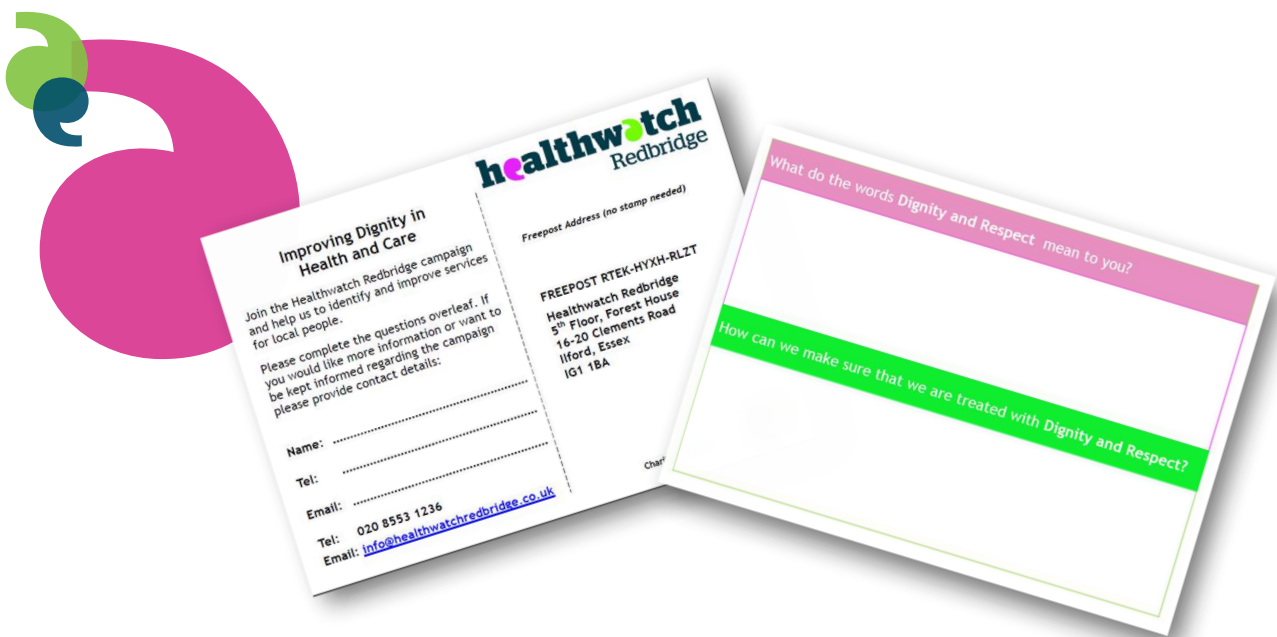 healthwatch
Redbridge
Improving Dignity in
Health and Care
Join the Healthwatch Redbridge campaign
and help us to identify and improve services
for local people.
Please complete the questions overleaf. If
you would like more information or want to
be kept informed regarding the campaign
please provide contact details:
Name: ....................................................
Tel: ....................................................
Email: ....................................................
Tel: 020 8553 1236
Email: info@healthwatchredbridge.co.uk
Freepost Address (no stamp needed)
FREEPOST RTEK-HYXH-RLZT
Healthwatch Redbridge
5th Floor, Forest House
16-20 Clements Road
Ilford, Essex
IG1 1BA
What do the words Dignity and Respect mean to you?
How can we make sure that we are treated with Dignity and Respect?